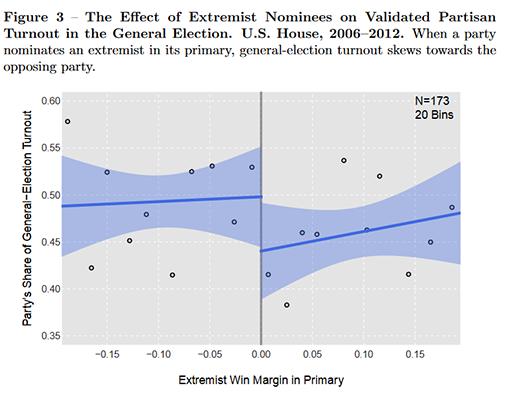 Figure 3 – The Effect of Extremist Nominees on Validated Partisan
Turnout in the General Election. U.S. House, 2006–2012. When a party
nominates an extremist in its primary, general-election turnout skews towards the
opposing party.
N=173
20 Bins
Party's Share of General−Election Turnout
0.60
0.55
0.50
0.45
0.40
0.35
−0.15 −0.10 −0.05 0.00 0.05 0.10 0.15
Extremist Win Margin in Primary